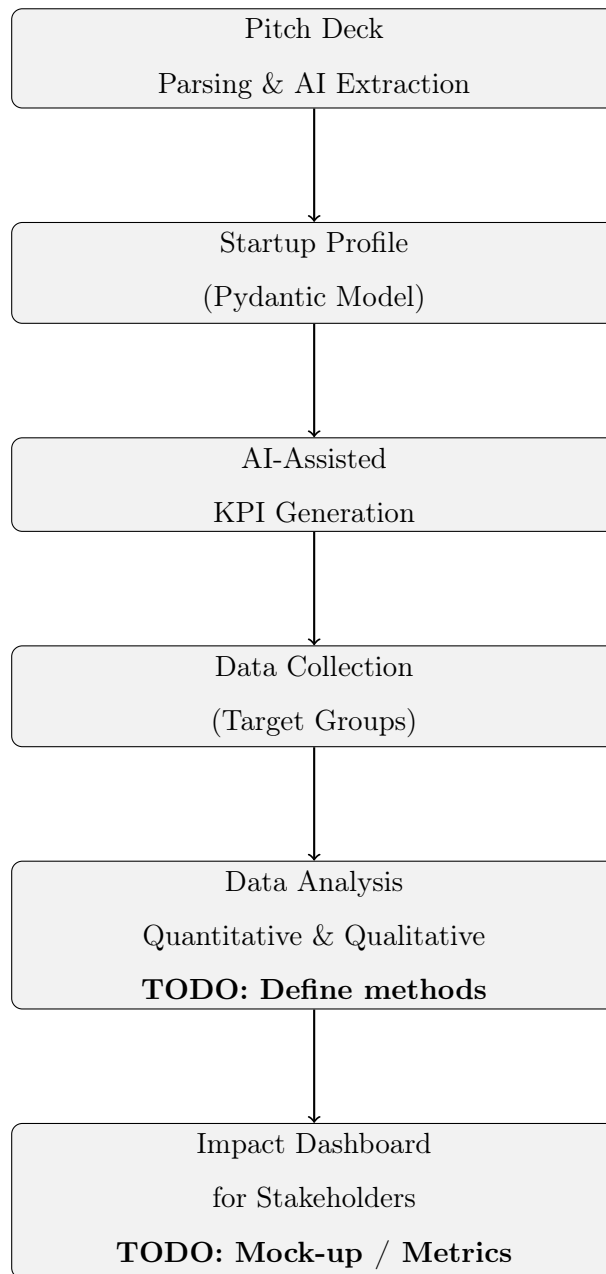 Pitch Deck
Parsing & AI Extraction
Startup Profile
(Pydantic Model)
AI-Assisted
KPI Generation
Data Collection
(Target Groups)
Data Analysis
Quantitative & Qualitative
TODO: Define methods
Impact Dashboard
for Stakeholders
TODO: Mock-up / Metrics